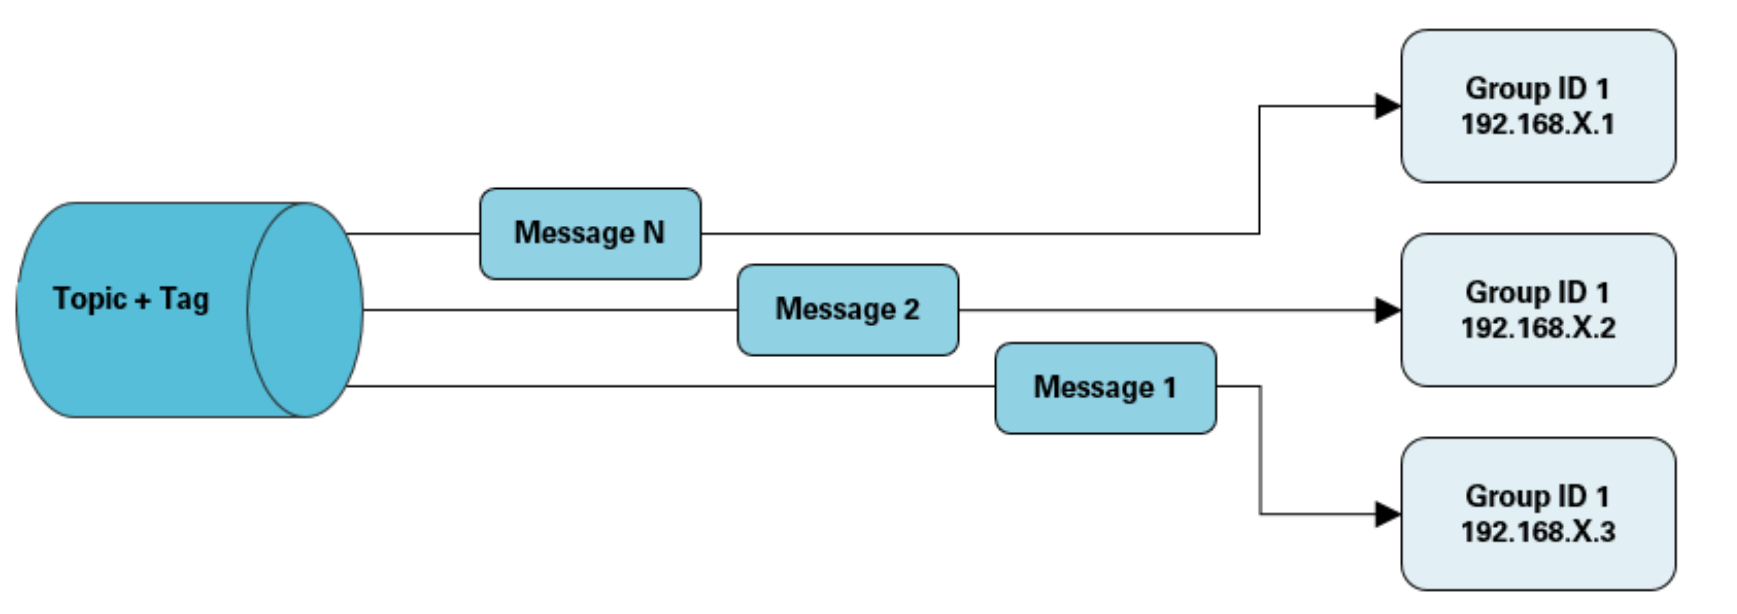 Group ID 1
192.168.X.1
Message N
Topic + Tag
Message 2
Group ID 1
192.168.X.2
Message 1
Group ID 1
192.168.X.3